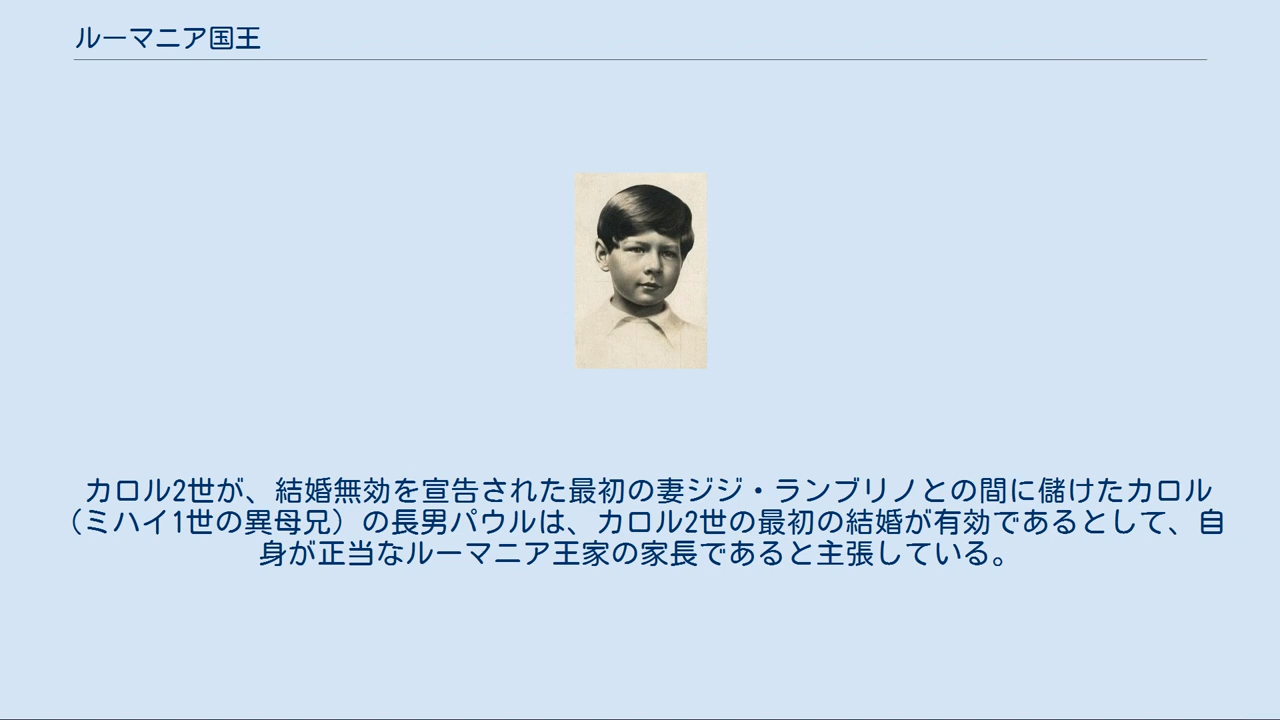 ルーマニア国王
カロル2世が、結婚無効を宣告された最初の妻ジジ・ランブリノとの間に儲けたカロル
（ミハイ1世の異母兄）の長男パウルは、カロル2世の最初の結婚が有効であるとして、自
身が正当なルーマニア王家の家長であると主張している。